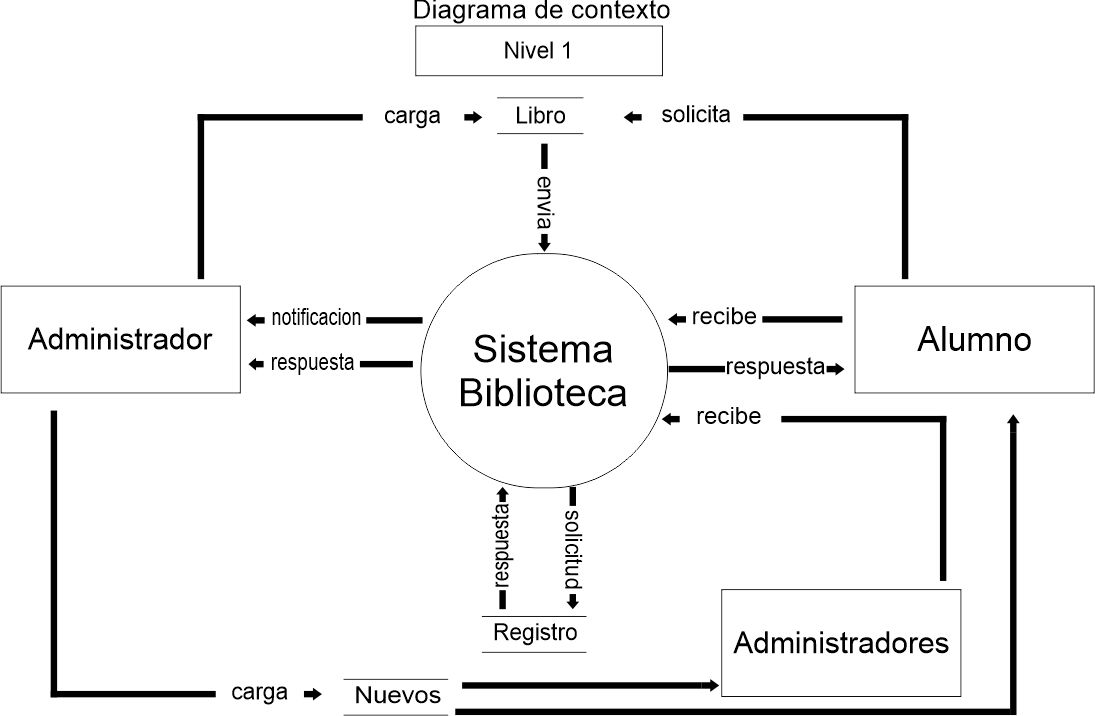 Diagrama de contexto
Nivel 1
carga
Libro
solicita
envia
Administrador
notificacion
respuesta
Sistema
Biblioteca
recibe
respuesta
recibe
Alumno
respuesta
solicitud
Registro
Administradores
carga
Nuevos